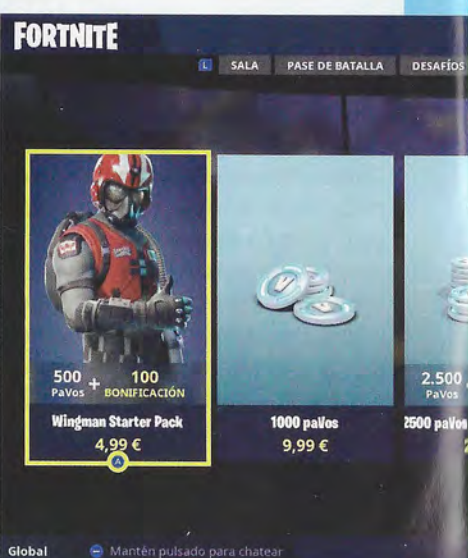 FORTNITE
L SALA PASE DE BATALLA DESAFÍOS
500 + 100
PaVos BONIFICACIÓN
2.500
PaVos
Wingman Starter Pack
1000 paVos
2500 paVos
4,99 €
9,99 €
A
Global
Mantén pulsado para chatear